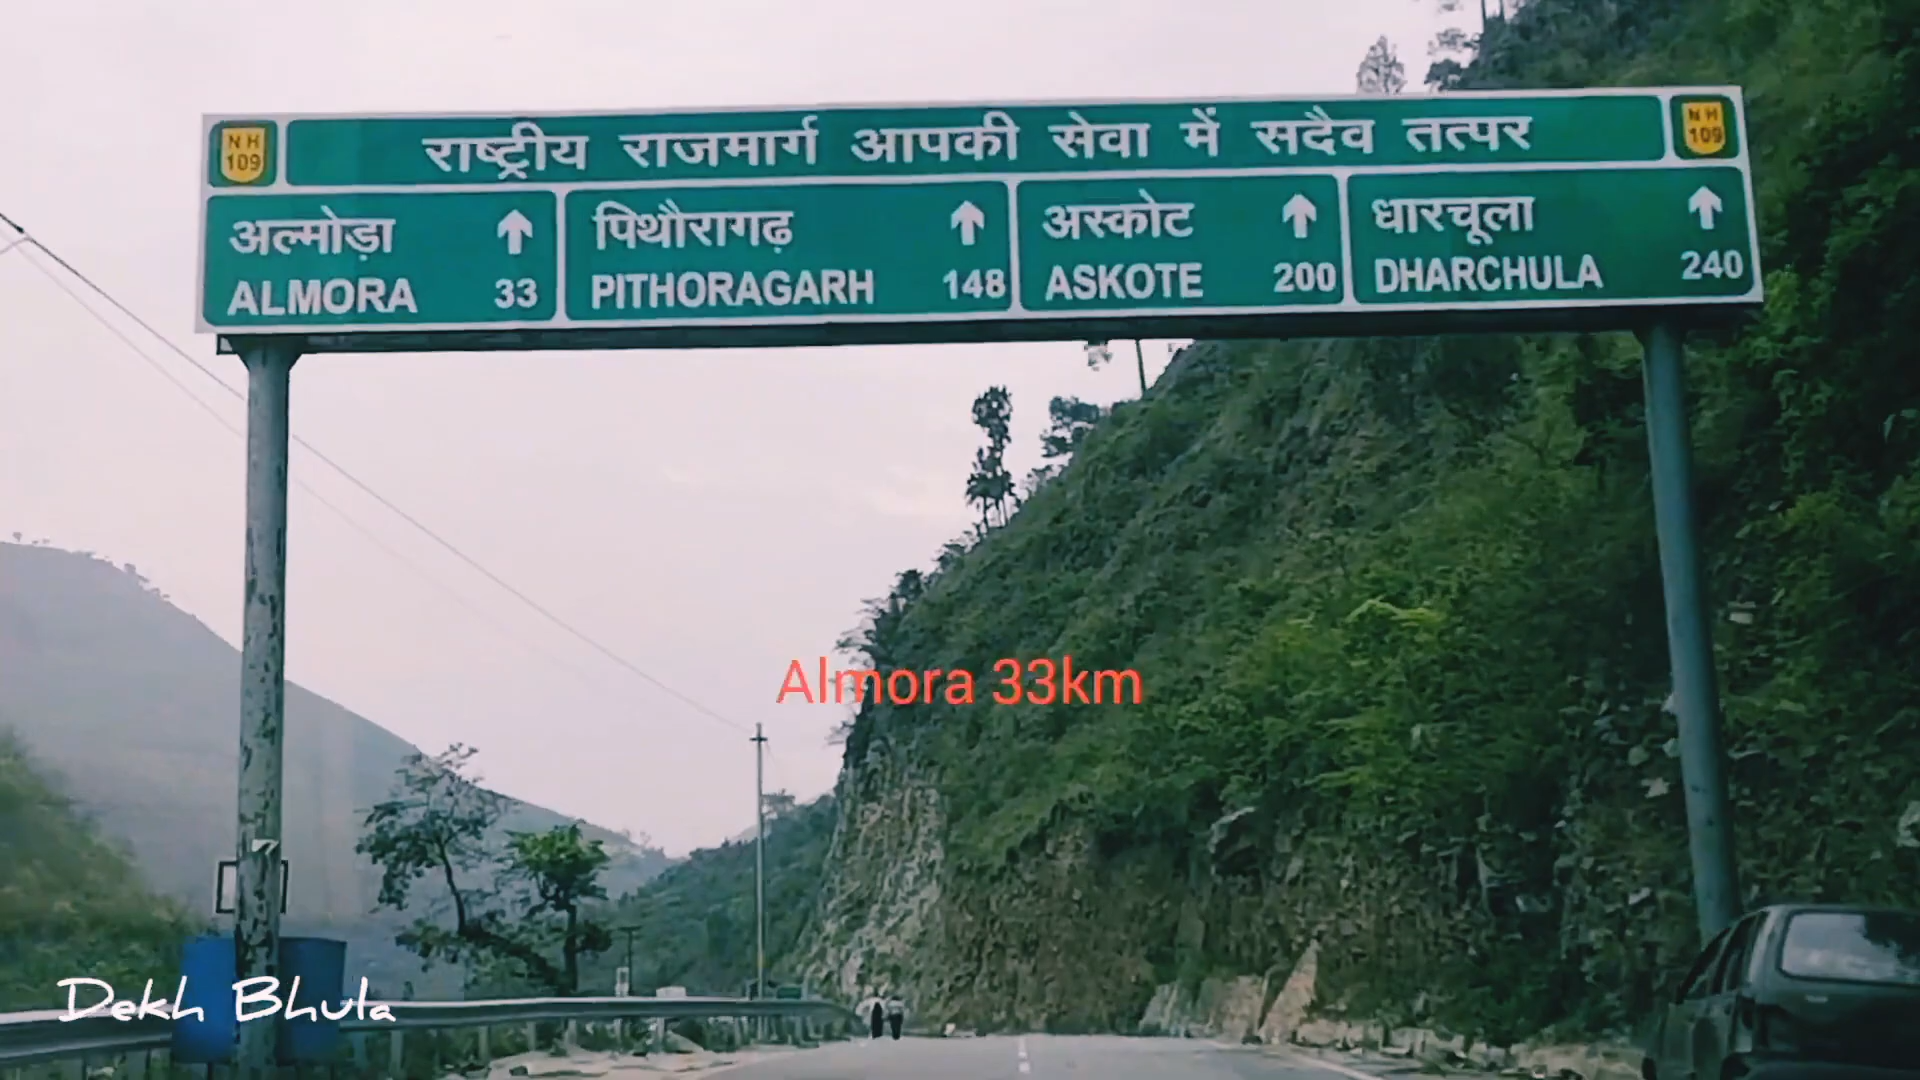 NH 109
राष्ट्रीय राजमार्ग आपकी सेवा में सदैव तत्पर
NH 109
अल्मोड़ा
ALMORA 33
पिथौरागढ़
PITHORAGARH 148
अस्कोट
ASKOTE 200
धारचूला
DHARCHULA 240
Almora 33km
Dekh Bhula